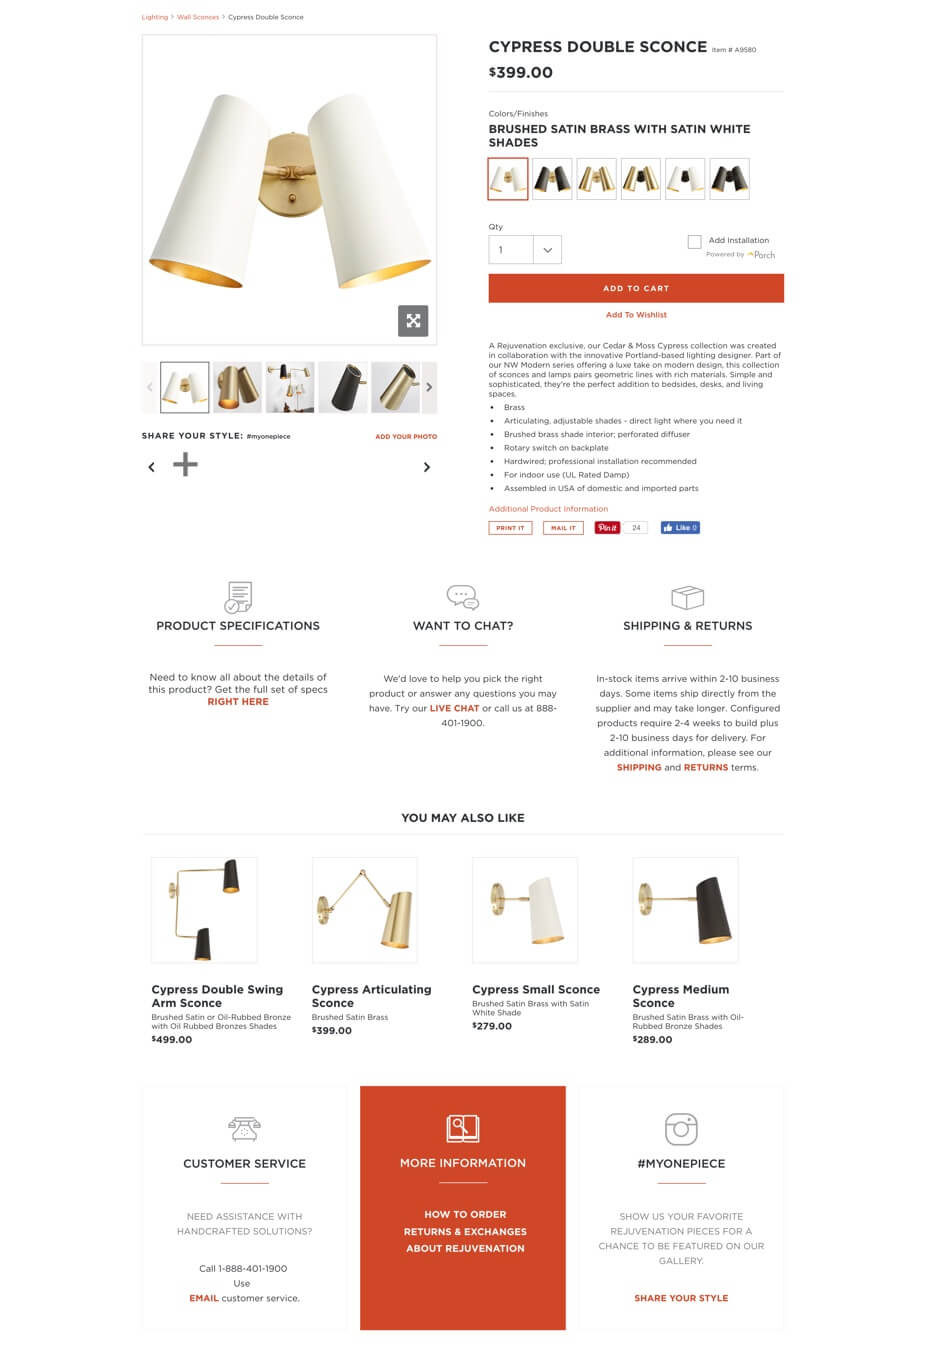 Lighting > Wall Sconces > Cypress Double Sconce
CYPRESS DOUBLE SCONCE Item # A9580
$399.00
Colors/Finishes
BRUSHED SATIN BRASS WITH SATIN WHITE
SHADES
Qty
1
Add Installation
Powered by Porch
ADD TO CART
Add To Wishlist
A Rejuvenation exclusive, our Cedar & Moss Cypress collection was created
in collaboration with the innovative Portland-based lighting designer. Part of
our NW Modern series offering a luxe take on modern design, this collection
of sconces and lamps pairs geometric lines with rich materials. Simple and
sophisticated, they're the perfect addition to bedsides, desks, and living
spaces.
• Brass
• Articulating, adjustable shades - direct light where you need it
• Brushed brass shade interior; perforated diffuser
• Rotary switch on backplate
• Hardwired; professional installation recommended
• For indoor use (UL Rated Damp)
• Assembled in USA of domestic and imported parts
Additional Product Information
PRINT IT MAIL IT Pin it 24 Like 0
SHARE YOUR STYLE: #myonepiece ADD YOUR PHOTO
PRODUCT SPECIFICATIONS
Need to know all about the details of
this product? Get the full set of specs
RIGHT HERE
WANT TO CHAT?
We'd love to help you pick the right
product or answer any questions you may
have. Try our LIVE CHAT or call us at 888-
401-1900.
SHIPPING & RETURNS
In-stock items arrive within 2-10 business
days. Some items ship directly from the
supplier and may take longer. Configured
products require 2-4 weeks to build plus
2-10 business days for delivery. For
additional information, please see our
SHIPPING and RETURNS terms.
YOU MAY ALSO LIKE
Cypress Double Swing
Arm Sconce
Brushed Satin or Oil-Rubbed Bronze
with Oil Rubbed Bronzes Shades
$499.00
Cypress Articulating
Sconce
Brushed Satin Brass
$399.00
Cypress Small Sconce
Brushed Satin Brass with Satin
White Shade
$279.00
Cypress Medium
Sconce
Brushed Satin Brass with Oil-
Rubbed Bronze Shades
$289.00
CUSTOMER SERVICE
NEED ASSISTANCE WITH
HANDCRAFTED SOLUTIONS?
Call 1-888-401-1900
Use
EMAIL customer service.
MORE INFORMATION
HOW TO ORDER
RETURNS & EXCHANGES
ABOUT REJUVENATION
#MYONEPIECE
SHOW US YOUR FAVORITE
REJUVENATION PIECES FOR A
CHANCE TO BE FEATURED ON OUR
GALLERY.
SHARE YOUR STYLE